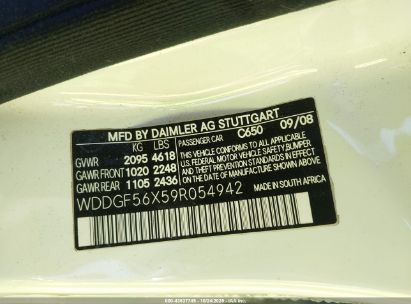 MFD BY DAIMLER AG STUTTGART
KG LBS PASSENGER CAR C650 09/08
GVWR 2095 4618
GAWR FRONT 1020 2248
GAWR REAR 1105 2436
THIS VEHICLE CONFORMS TO ALL APPLICABLE
U.S. FEDERAL MOTOR VEHICLE SAFETY, BUMPER
AND THEFT PREVENTION STANDARDS IN EFFECT
ON THE DATE OF MANUFACTURE SHOWN ABOVE.
MADE IN SOUTH AFRICA
WDDGF56X59R054942